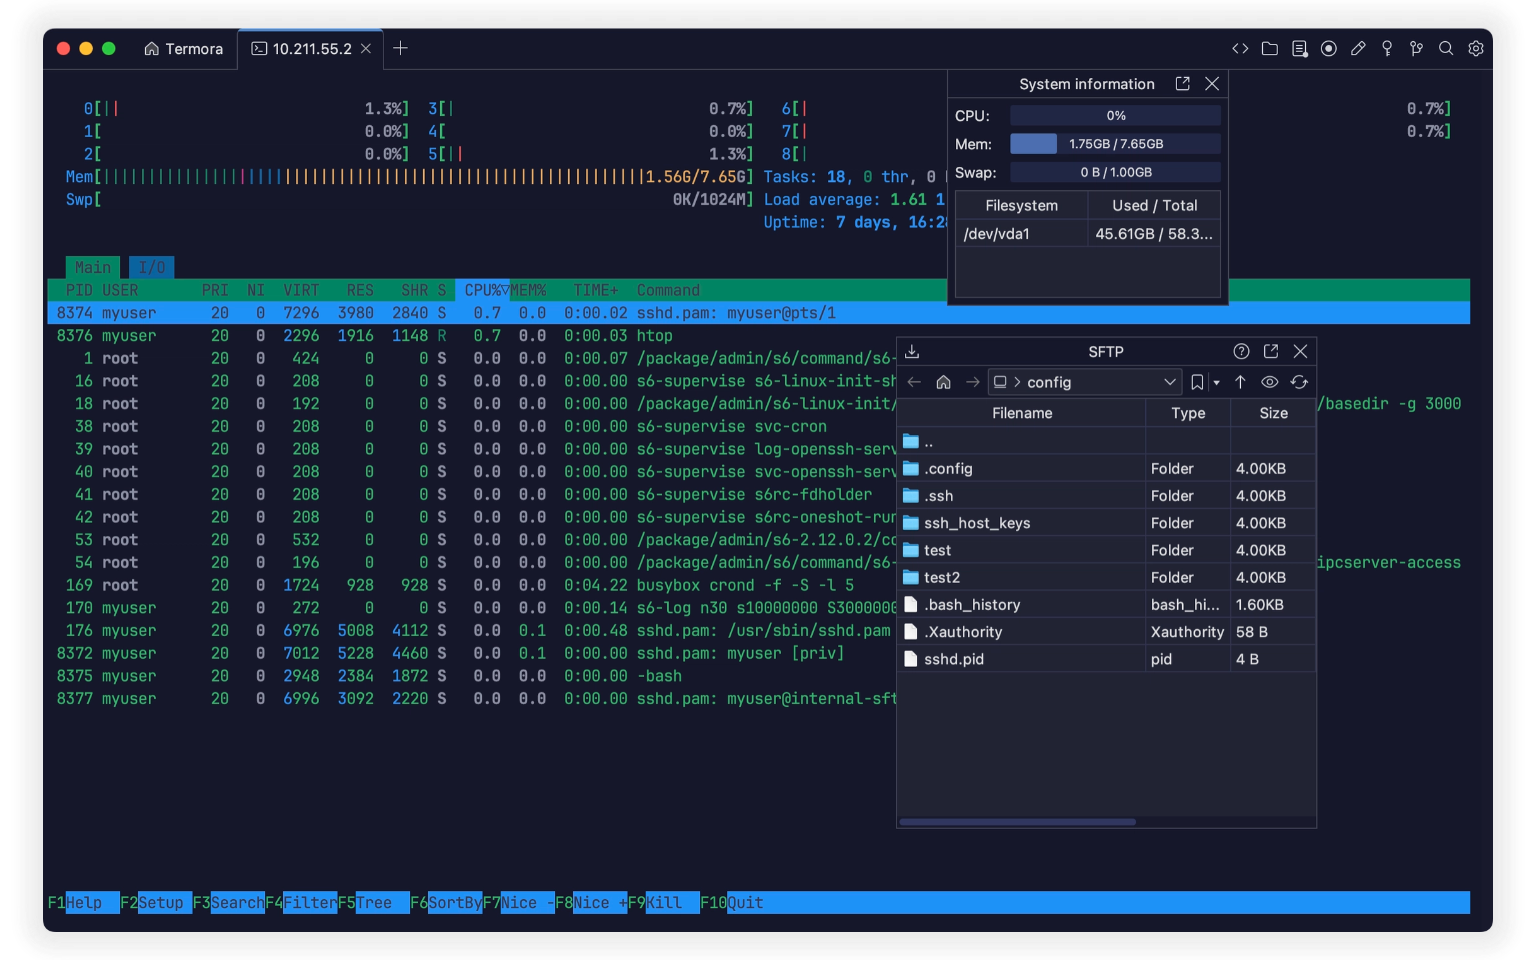 Termora
10.211.55.2
System information
CPU: 0%
Mem: 1.75GB / 7.65GB
Swap: 0 B / 1.00GB
Filesystem Used / Total
/dev/vda1 45.61GB / 58.3...
0[|| 1.3%] 3[| 0.7%] 6[| 0.7%]
1[ 0.0%] 4[ 0.0%] 7[| 0.7%]
2[ 0.0%] 5[|| 1.3%] 8[|
Mem[ 1.56G/7.65G] Tasks: 18, 0 thr, 0
Swp[ 0K/1024M] Load average: 1.61 1
Uptime: 7 days, 16:28
Main I/O
PID USER PRI NI VIRT RES SHR S CPU%▽MEM% TIME+ Command
8374 myuser 20 0 7296 3980 2840 S 0.7 0.0 0:00.02 sshd.pam: myuser@pts/1
8376 myuser 20 0 2296 1916 1148 R 0.7 0.0 0:00.03 htop
1 root 20 0 424 0 0 S 0.0 0.0 0:00.07 /package/admin/s6/command/s6-
16 root 20 0 208 0 0 S 0.0 0.0 0:00.00 s6-supervise s6-linux-init-sh
18 root 20 0 192 0 0 S 0.0 0.0 0:00.00 /package/admin/s6-linux-init/ /basedir -g 3000
38 root 20 0 208 0 0 S 0.0 0.0 0:00.00 s6-supervise svc-cron
39 root 20 0 208 0 0 S 0.0 0.0 0:00.00 s6-supervise log-openssh-serv
40 root 20 0 208 0 0 S 0.0 0.0 0:00.00 s6-supervise svc-openssh-serv
41 root 20 0 208 0 0 S 0.0 0.0 0:00.00 s6-supervise s6rc-fdholder
42 root 20 0 208 0 0 S 0.0 0.0 0:00.00 s6-supervise s6rc-oneshot-run
53 root 20 0 532 0 0 S 0.0 0.0 0:00.00 /package/admin/s6-2.12.0.2/co
54 root 20 0 196 0 0 S 0.0 0.0 0:00.00 /package/admin/s6/command/s6- ipcserver-access
169 root 20 0 1724 928 928 S 0.0 0.0 0:04.22 busybox crond -f -S -l 5
170 myuser 20 0 272 0 0 S 0.0 0.0 0:00.14 s6-log n30 s10000000 S3000000
176 myuser 20 0 6976 5008 4112 S 0.0 0.1 0:00.48 sshd.pam: /usr/sbin/sshd.pam
8372 myuser 20 0 7012 5228 4460 S 0.0 0.1 0:00.00 sshd.pam: myuser [priv]
8375 myuser 20 0 2948 2384 1872 S 0.0 0.0 0:00.00 -bash
8377 myuser 20 0 6996 3092 2220 S 0.0 0.0 0:00.00 sshd.pam: myuser@internal-sft
SFTP
config
Filename Type Size
..
.config Folder 4.00KB
.ssh Folder 4.00KB
ssh_host_keys Folder 4.00KB
test Folder 4.00KB
test2 Folder 4.00KB
.bash_history bash_hi... 1.60KB
.Xauthority Xauthority 58 B
sshd.pid pid 4 B
F1Help F2Setup F3SearchF4FilterF5Tree F6SortByF7Nice -F8Nice +F9Kill F10Quit